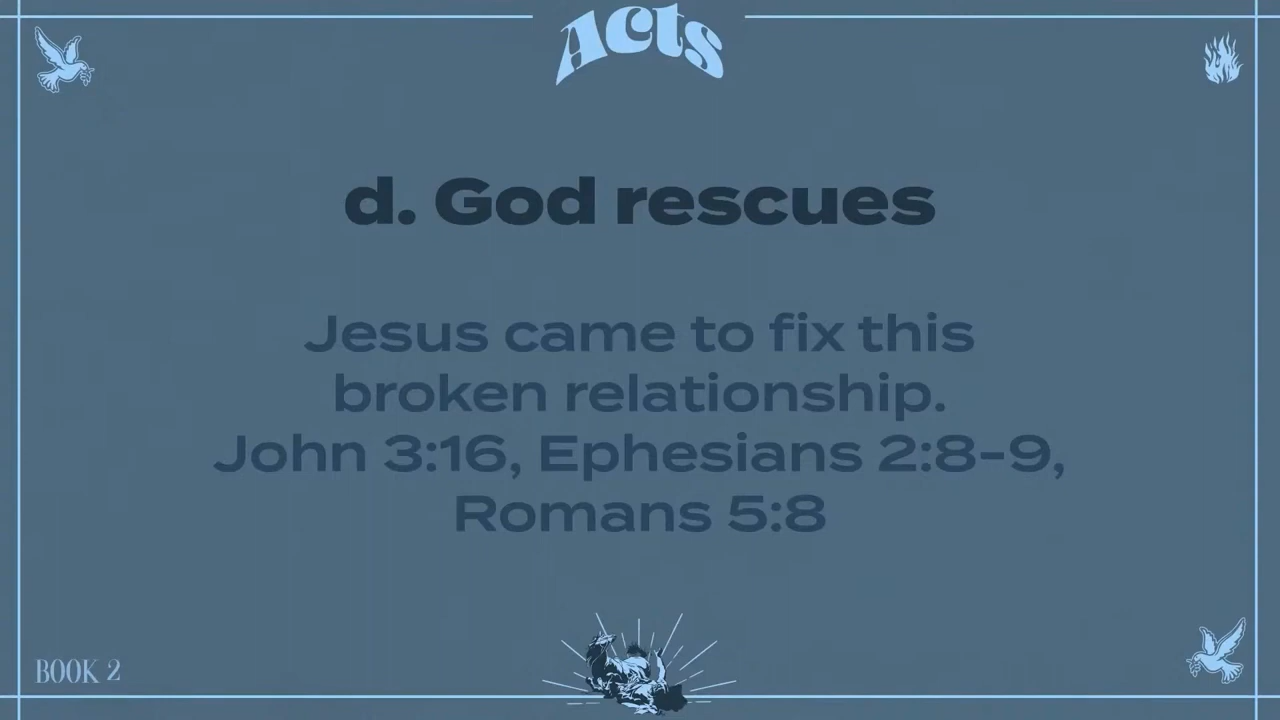 Acts
d. God rescues
Jesus came to fix this
broken relationship.
John 3:16, Ephesians 2:8-9,
Romans 5:8
BOOK 2